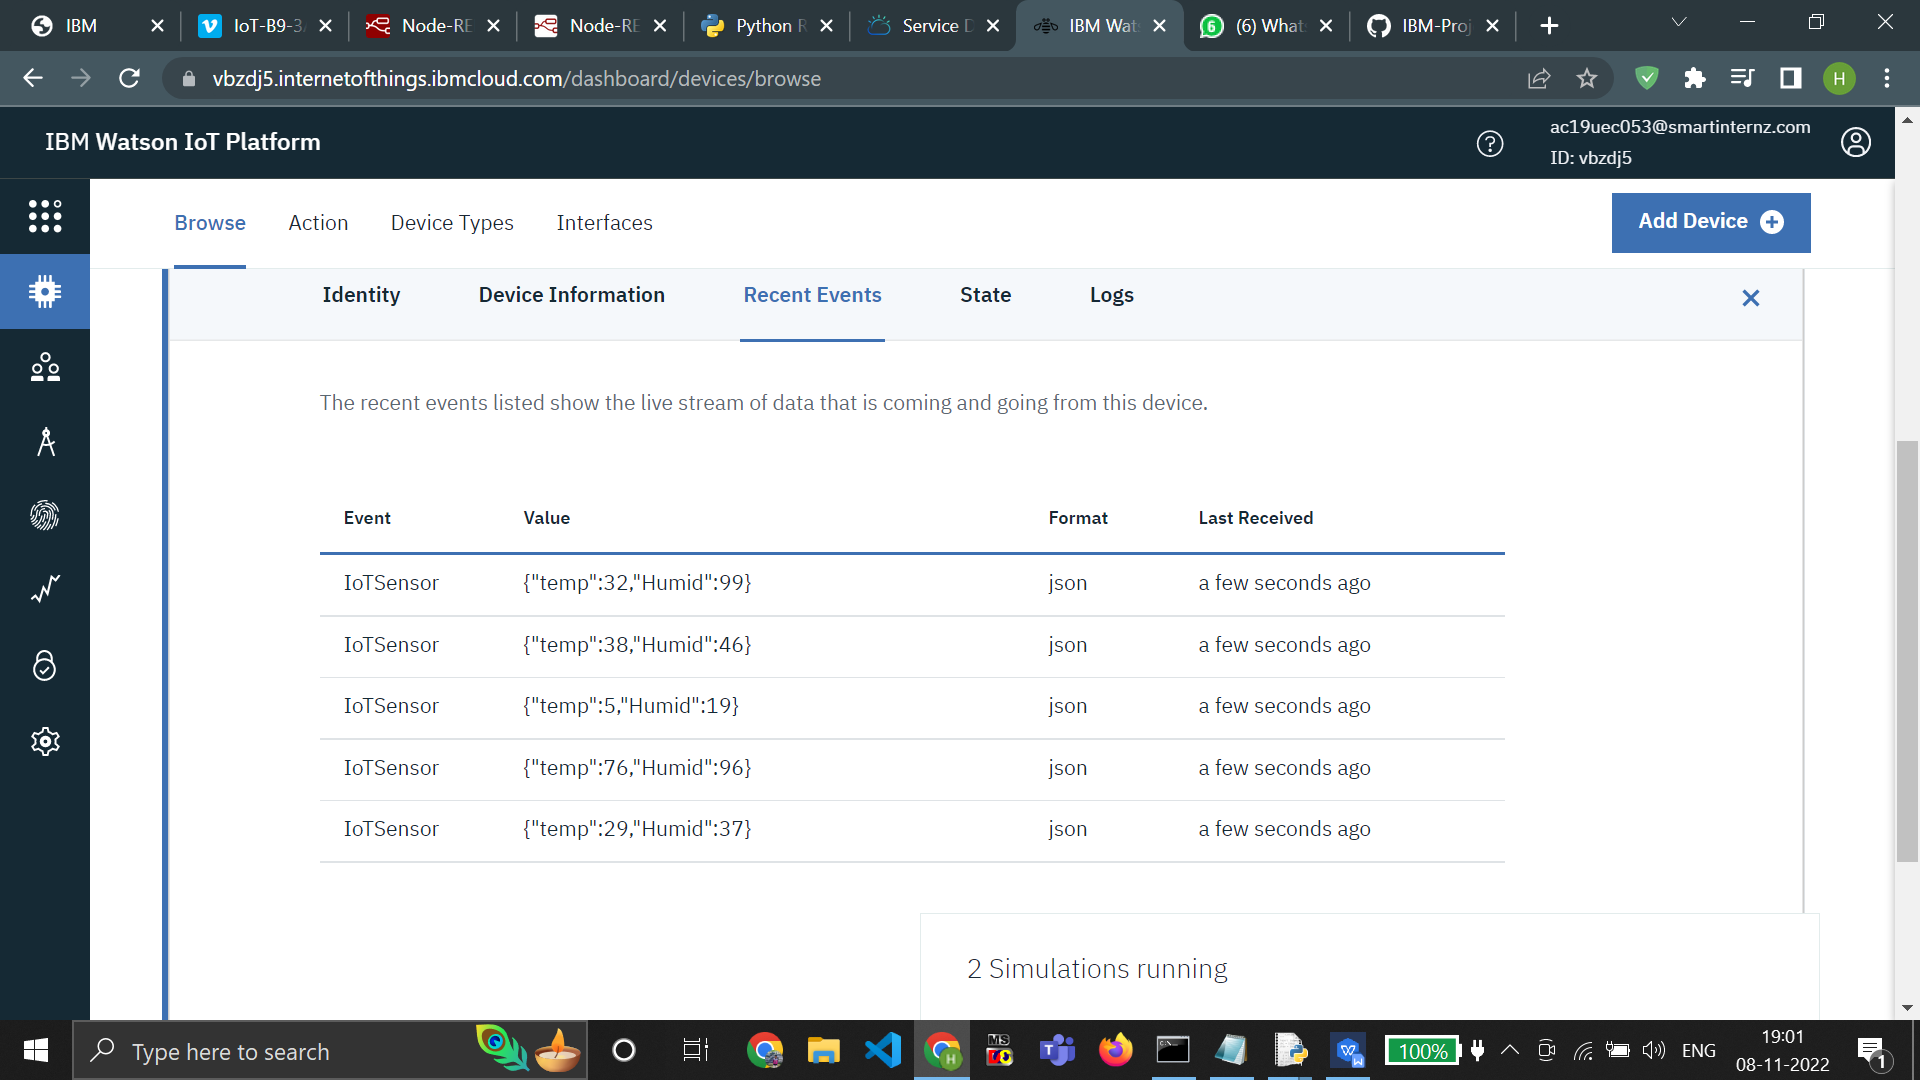 IBM
IoT-B9-3
Node-RE
Node-RE
Python R
Service D
IBM Wat
(6) What
IBM-Proj
vbzdj5.internetofthings.ibmcloud.com/dashboard/devices/browse
H
IBM Watson IoT Platform
ac19uec053@smartinternz.com
ID: vbzdj5
Browse
Action
Device Types
Interfaces
Add Device
Identity
Device Information
Recent Events
State
Logs
The recent events listed show the live stream of data that is coming and going from this device.
Event Value Format Last Received
IoTSensor {"temp":32,"Humid":99} json a few seconds ago
IoTSensor {"temp":38,"Humid":46} json a few seconds ago
IoTSensor {"temp":5,"Humid":19} json a few seconds ago
IoTSensor {"temp":76,"Humid":96} json a few seconds ago
IoTSensor {"temp":29,"Humid":37} json a few seconds ago
2 Simulations running
Type here to search
100%
ENG
19:01
08-11-2022
1